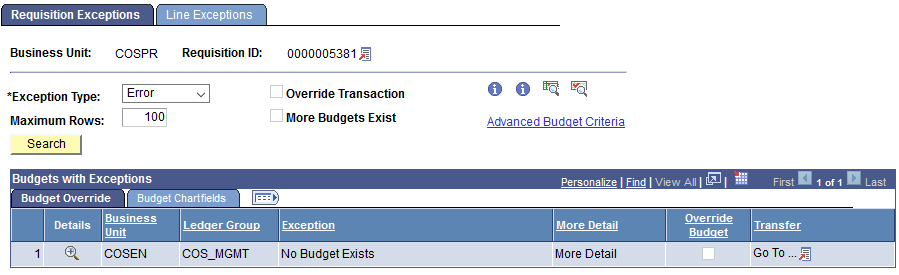 Requisition Exceptions Line Exceptions
Business Unit: COSPR Requisition ID: 0000005381
*Exception Type: Error Override Transaction
Maximum Rows: 100 More Budgets Exist Advanced Budget Criteria
Search
Budgets with Exceptions Personalize | Find | View All | | First 1 of 1 Last
Budget Override Budget Chartfields
Details Business Unit Ledger Group Exception More Detail Override Budget Transfer
1 COSEN COS_MGMT No Budget Exists More Detail Go To ...